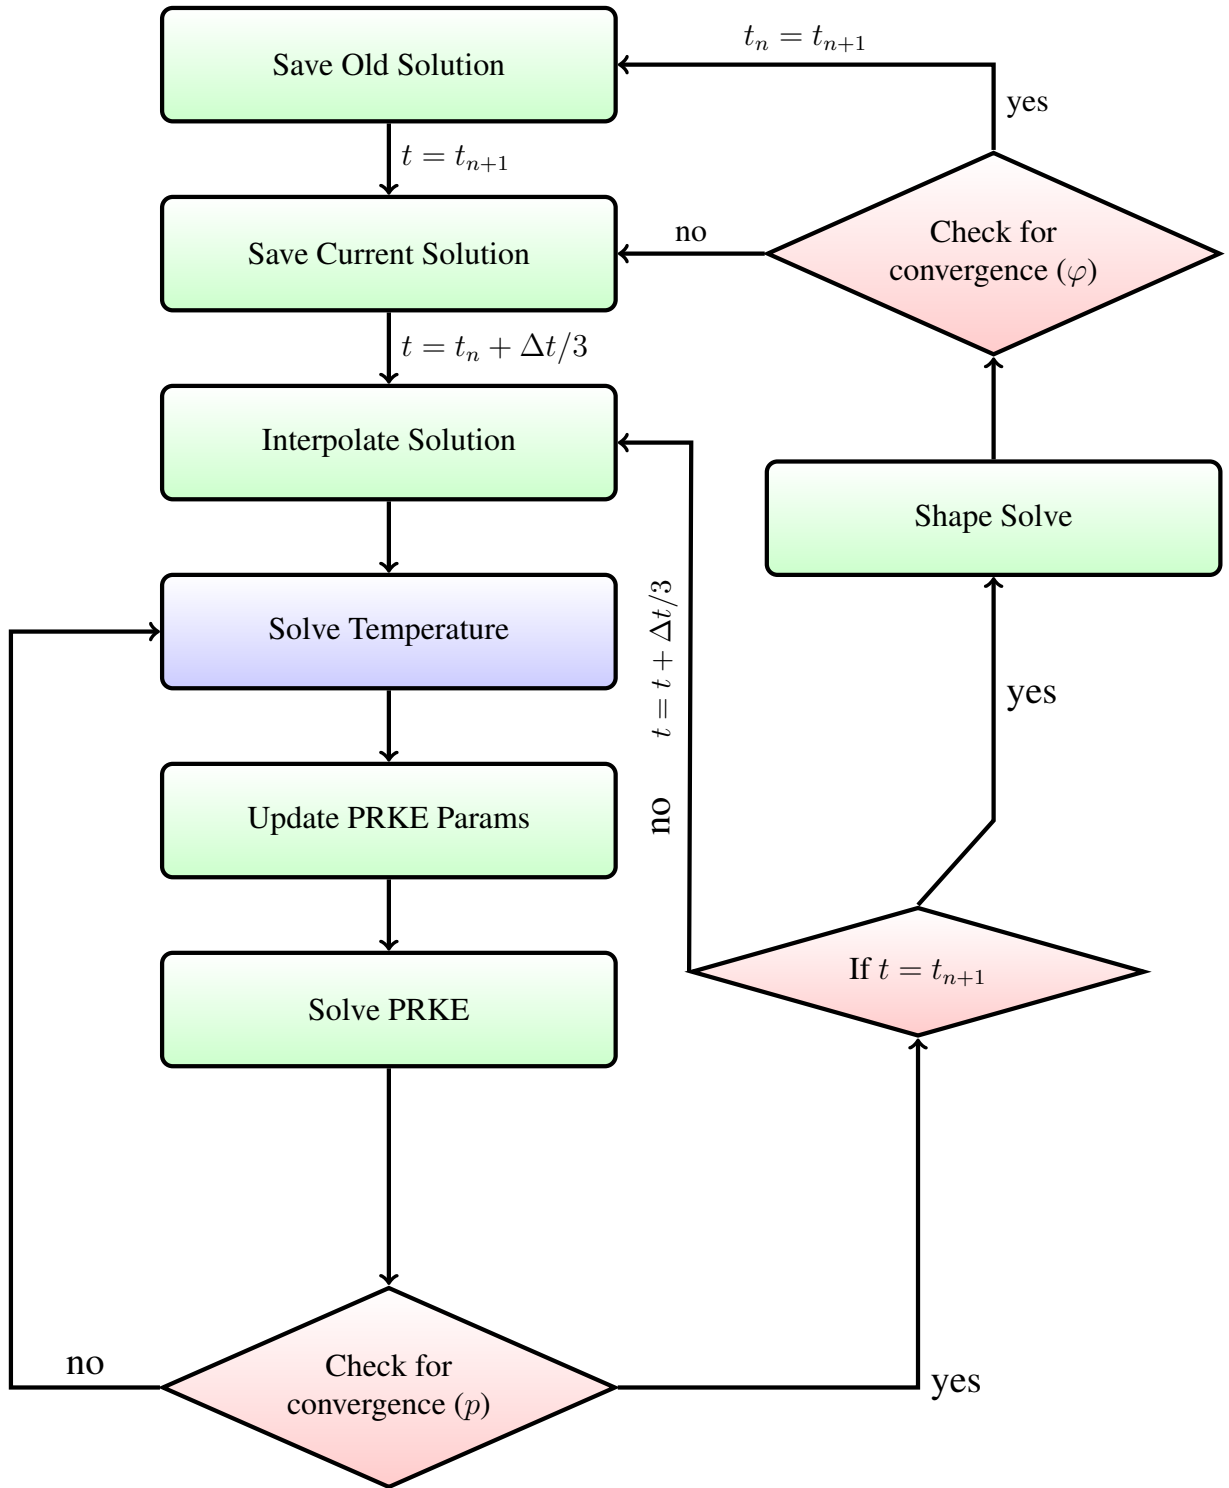 Save Old Solution
t_n = t_{n+1}
yes
t = t_{n+1}
Save Current Solution
no
Check for
convergence (φ)
t = t_n + Δt/3
Interpolate Solution
Shape Solve
Solve Temperature
t = t + Δt/3
no
yes
Update PRKE Params
If t = t_{n+1}
Solve PRKE
Check for
convergence (p)
no
yes